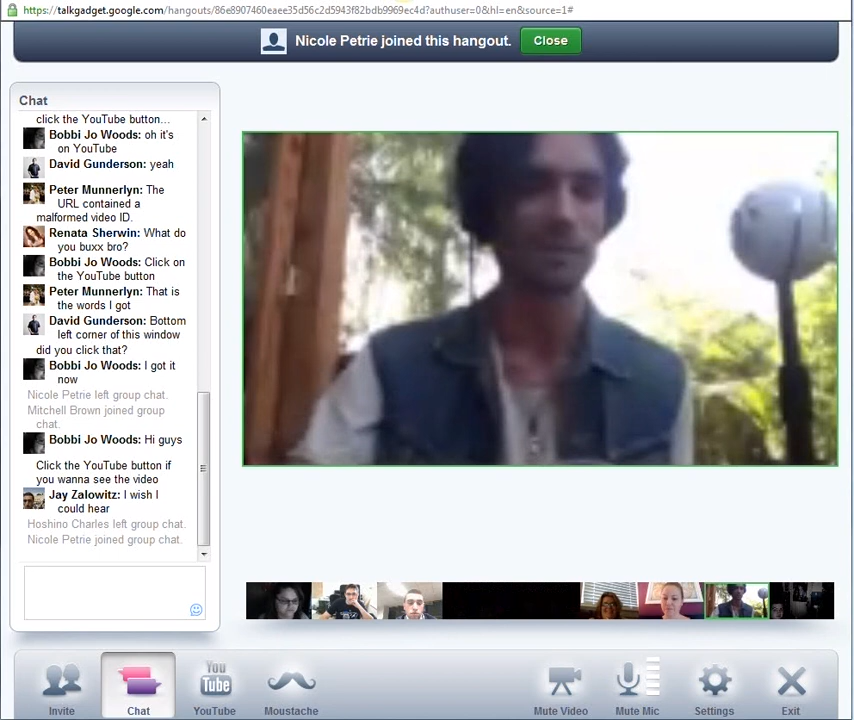 https://talkgadget.google.com/hangouts/86e8907460eaee35d56c2d5943f82bdb9969ec4d?authuser=0&hl=en&source=1#
Nicole Petrie joined this hangout. Close
Chat
click the YouTube button...
Bobbi Jo Woods: oh it's
on YouTube
David Gunderson: yeah
Peter Munnerlyn: The
URL contained a
malformed video ID.
Renata Sherwin: What do
you buxx bro?
Bobbi Jo Woods: Click on
the YouTube button
Peter Munnerlyn: That is
the words I got
David Gunderson: Bottom
left corner of this window
did you click that?
Bobbi Jo Woods: I got it
now
Nicole Petrie left group chat.
Mitchell Brown joined group
chat.
Bobbi Jo Woods: Hi guys
Click the YouTube button if
you wanna see the video
Jay Zalowitz: I wish I
could hear
Hoshino Charles left group chat.
Nicole Petrie joined group chat.
You
Tube
Invite Chat YouTube Moustache Mute Video Mute Mic Settings Exit